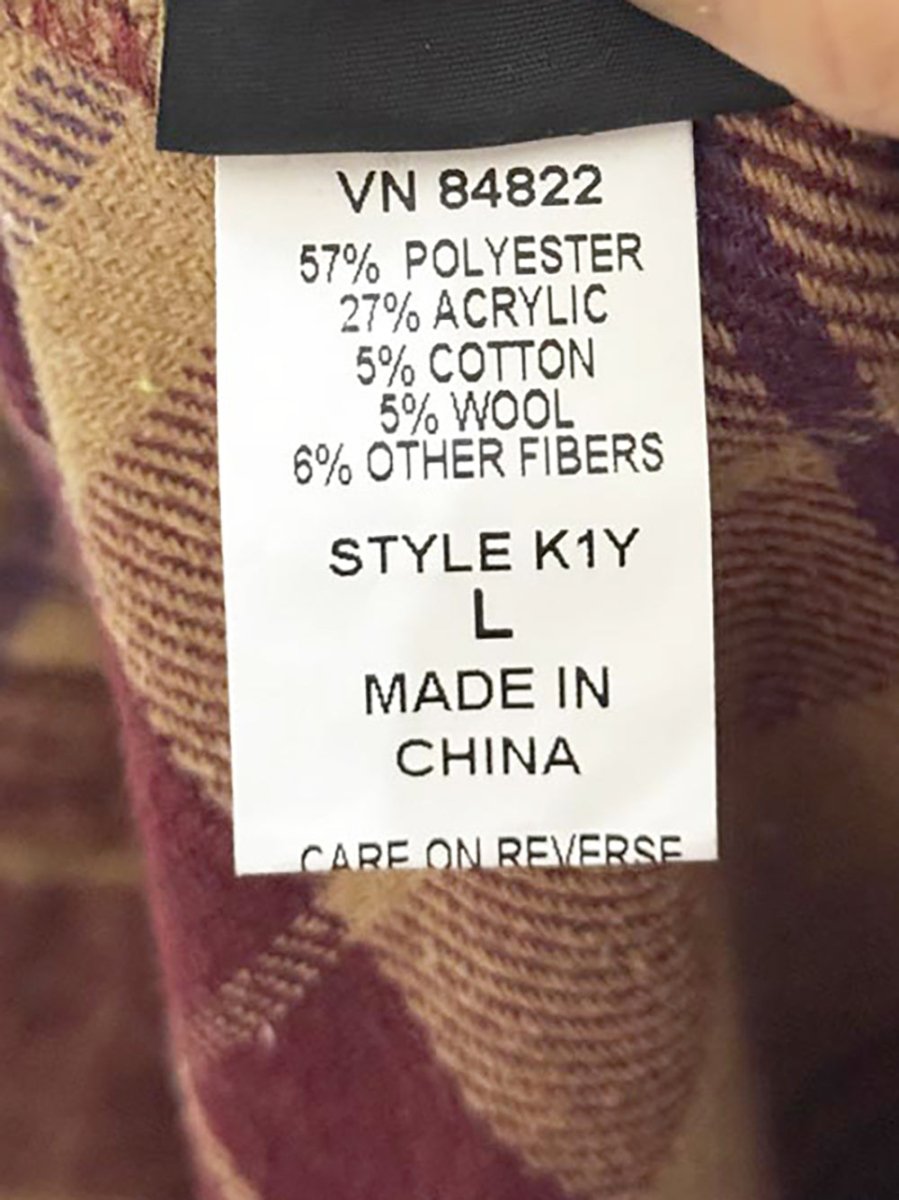 VN 84822
57% POLYESTER
27% ACRYLIC
5% COTTON
5% WOOL
6% OTHER FIBERS
STYLE K1Y
L
MADE IN
CHINA
CARE ON REVERSE